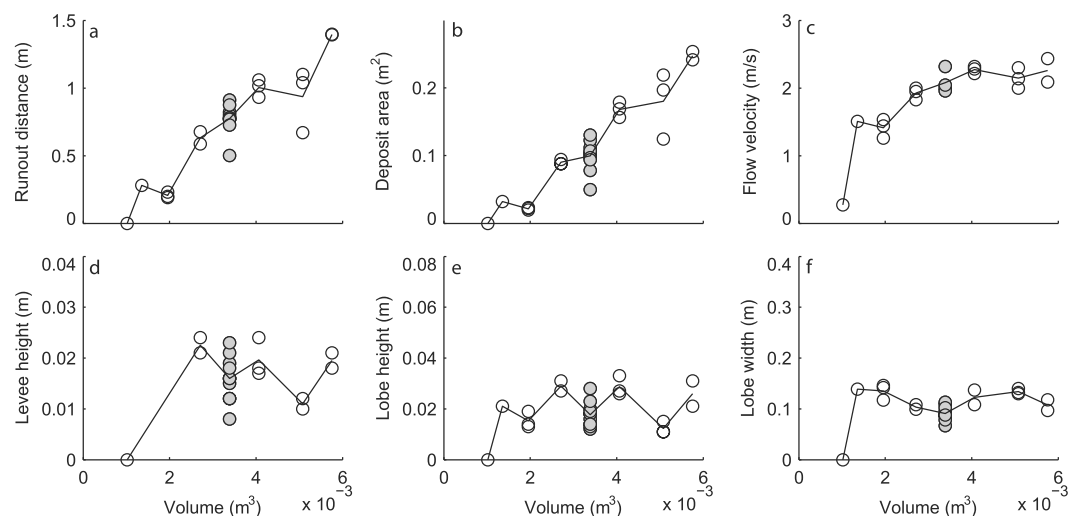 a
1.5
1
0.5
0
Runout distance (m)
b
0.2
0.1
0
Deposit area (m²)
c
3
2
1
0
Flow velocity (m/s)
d
0.04
0.03
0.02
0.01
0
Levee height (m)
0 2 4 6
Volume (m³) x 10⁻³
e
0.08
0.06
0.04
0.02
0
Lobe height (m)
0 2 4 6
Volume (m³) x 10⁻³
f
0.4
0.3
0.2
0.1
0
Lobe width (m)
0 2 4 6
Volume (m³) x 10⁻³